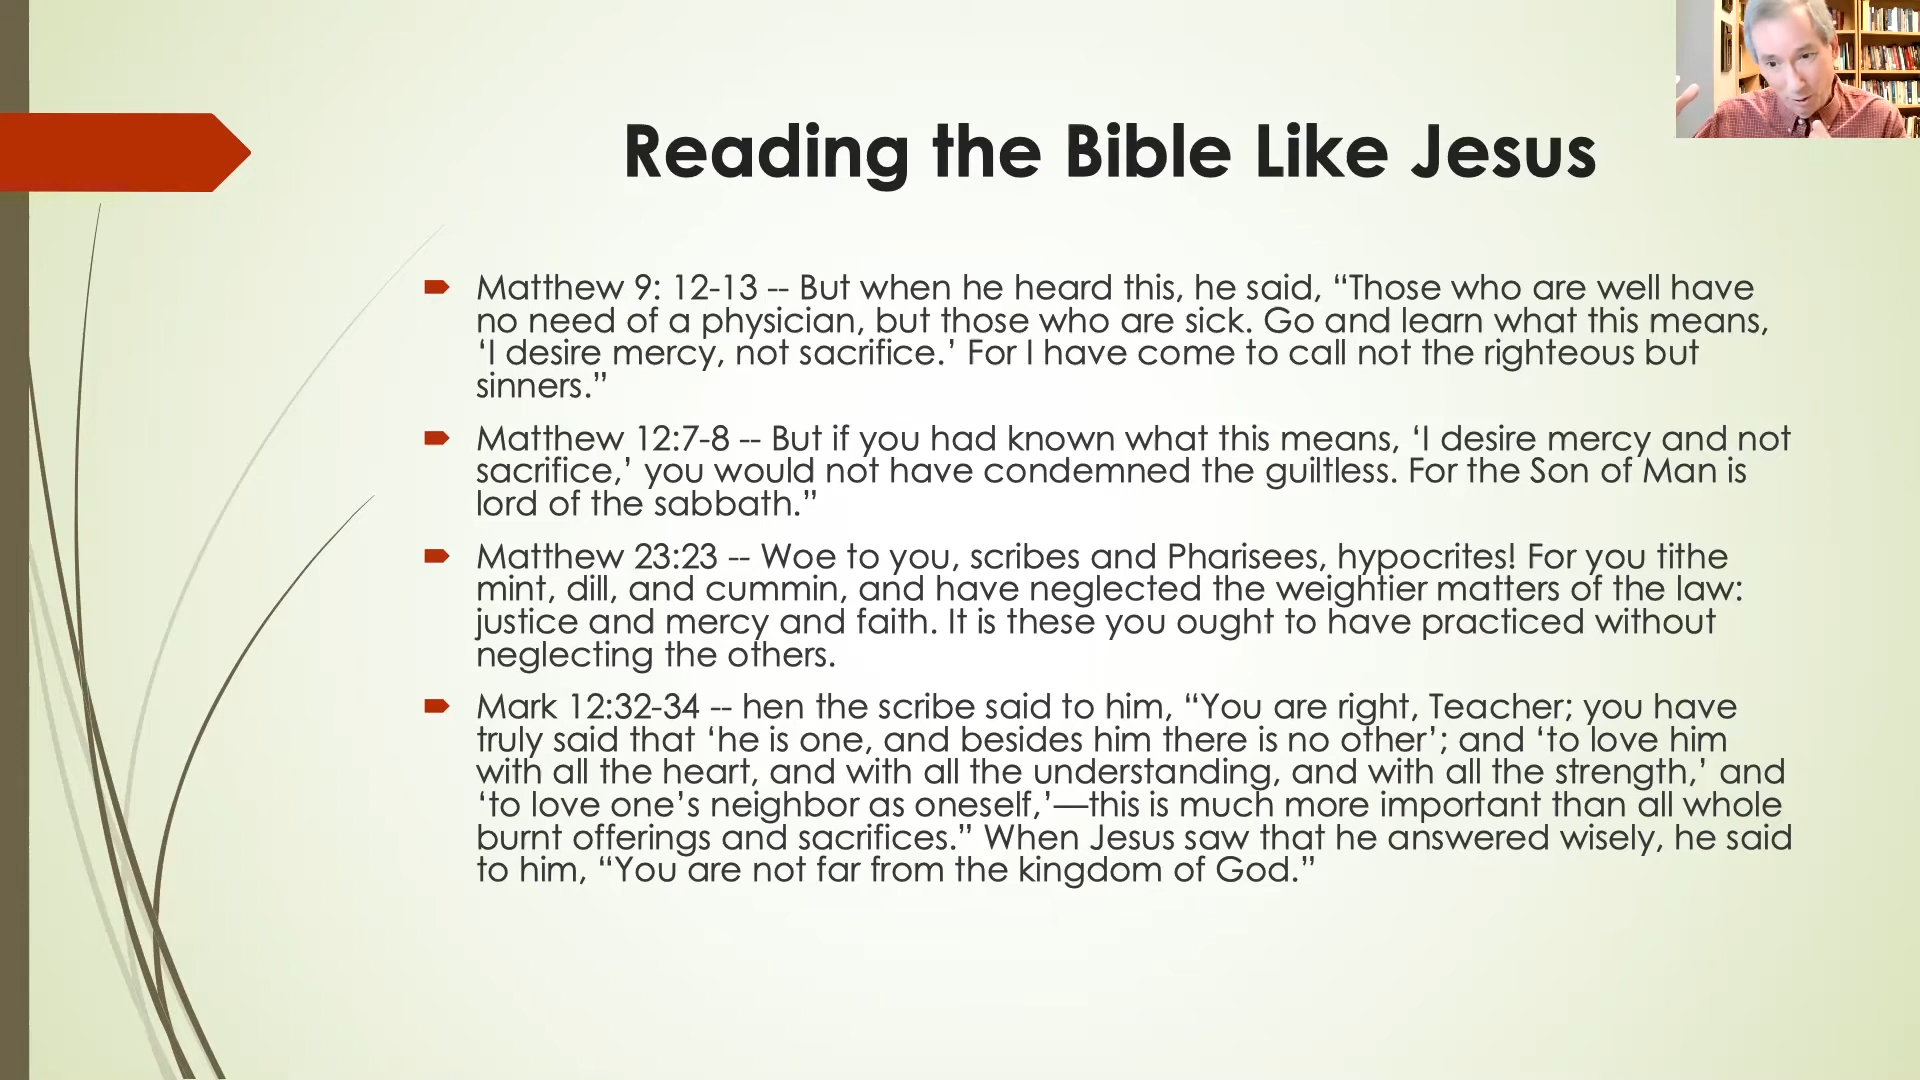 Reading the Bible Like Jesus
Matthew 9: 12-13 -- But when he heard this, he said, “Those who are well have
no need of a physician, but those who are sick. Go and learn what this means,
‘I desire mercy, not sacrifice.’ For I have come to call not the righteous but
sinners.”
Matthew 12:7-8 -- But if you had known what this means, ‘I desire mercy and not
sacrifice,’ you would not have condemned the guiltless. For the Son of Man is
lord of the sabbath.”
Matthew 23:23 -- Woe to you, scribes and Pharisees, hypocrites! For you tithe
mint, dill, and cummin, and have neglected the weightier matters of the law:
justice and mercy and faith. It is these you ought to have practiced without
neglecting the others.
Mark 12:32-34 -- hen the scribe said to him, “You are right, Teacher; you have
truly said that ‘he is one, and besides him there is no other’; and ‘to love him
with all the heart, and with all the understanding, and with all the strength,’ and
‘to love one’s neighbor as oneself,’—this is much more important than all whole
burnt offerings and sacrifices.” When Jesus saw that he answered wisely, he said
to him, “You are not far from the kingdom of God.”